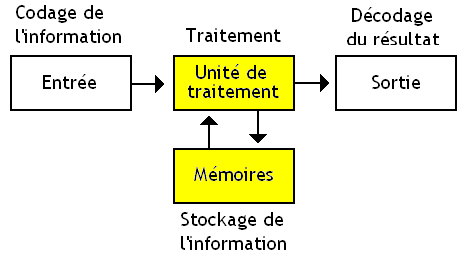 Codage de
l'information
Traitement
Décodage
du résultat
Entrée
Unité de
traitement
Sortie
Mémoires
Stockage de
l'information